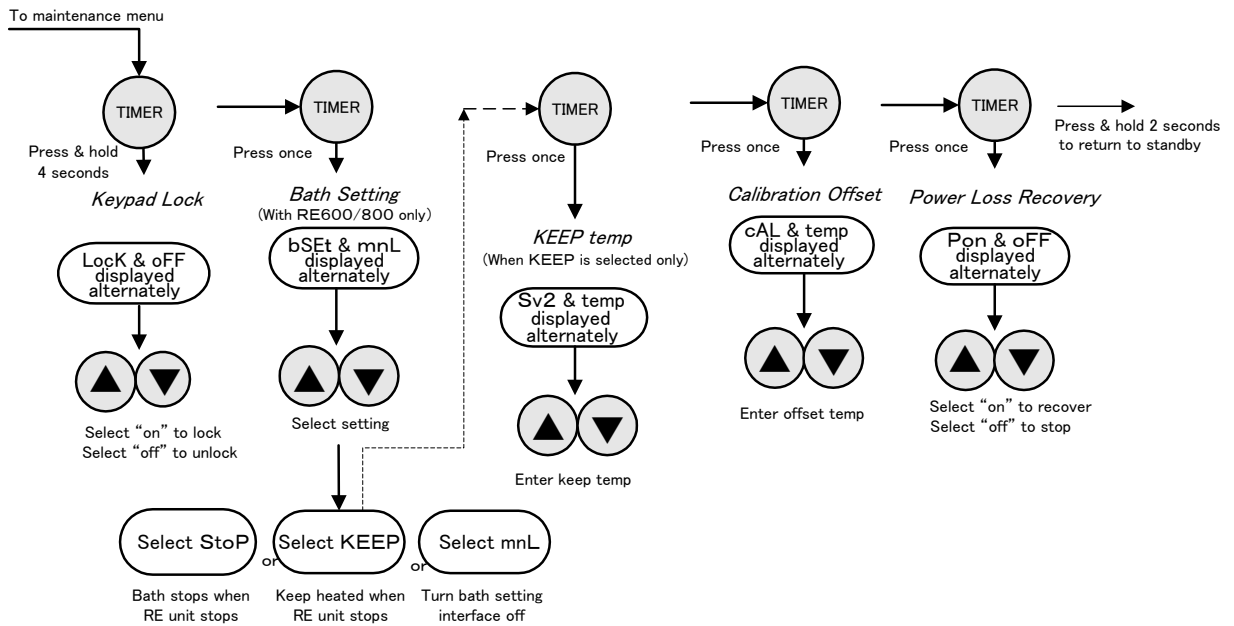 To maintenance menu
TIMER
Press & hold
4 seconds
Keypad Lock
LocK & oFF
displayed
alternately
Select “on” to lock
Select “off” to unlock
TIMER
Press once
Bath Setting
(With RE600/800 only)
bSEt & mnL
displayed
alternately
Select setting
Select StoP
or
Select KEEP
or
Select mnL
Bath stops when
RE unit stops
Keep heated when
RE unit stops
Turn bath setting
interface off
TIMER
Press once
KEEP temp
(When KEEP is selected only)
Sv2 & temp
displayed
alternately
Enter keep temp
TIMER
Press once
Calibration Offset
cAL & temp
displayed
alternately
Enter offset temp
TIMER
Press once
Power Loss Recovery
Pon & oFF
displayed
alternately
Select “on” to recover
Select “off” to stop
Press & hold 2 seconds
to return to standby